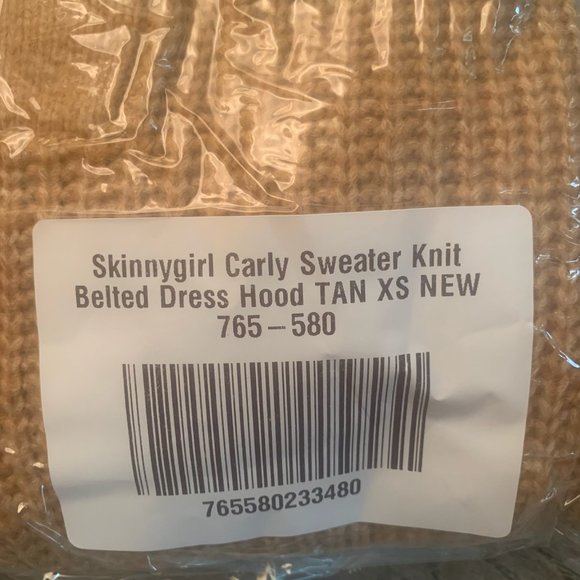 Skinnygirl Carly Sweater Knit
Belted Dress Hood TAN XS NEW
765-580
765580233480